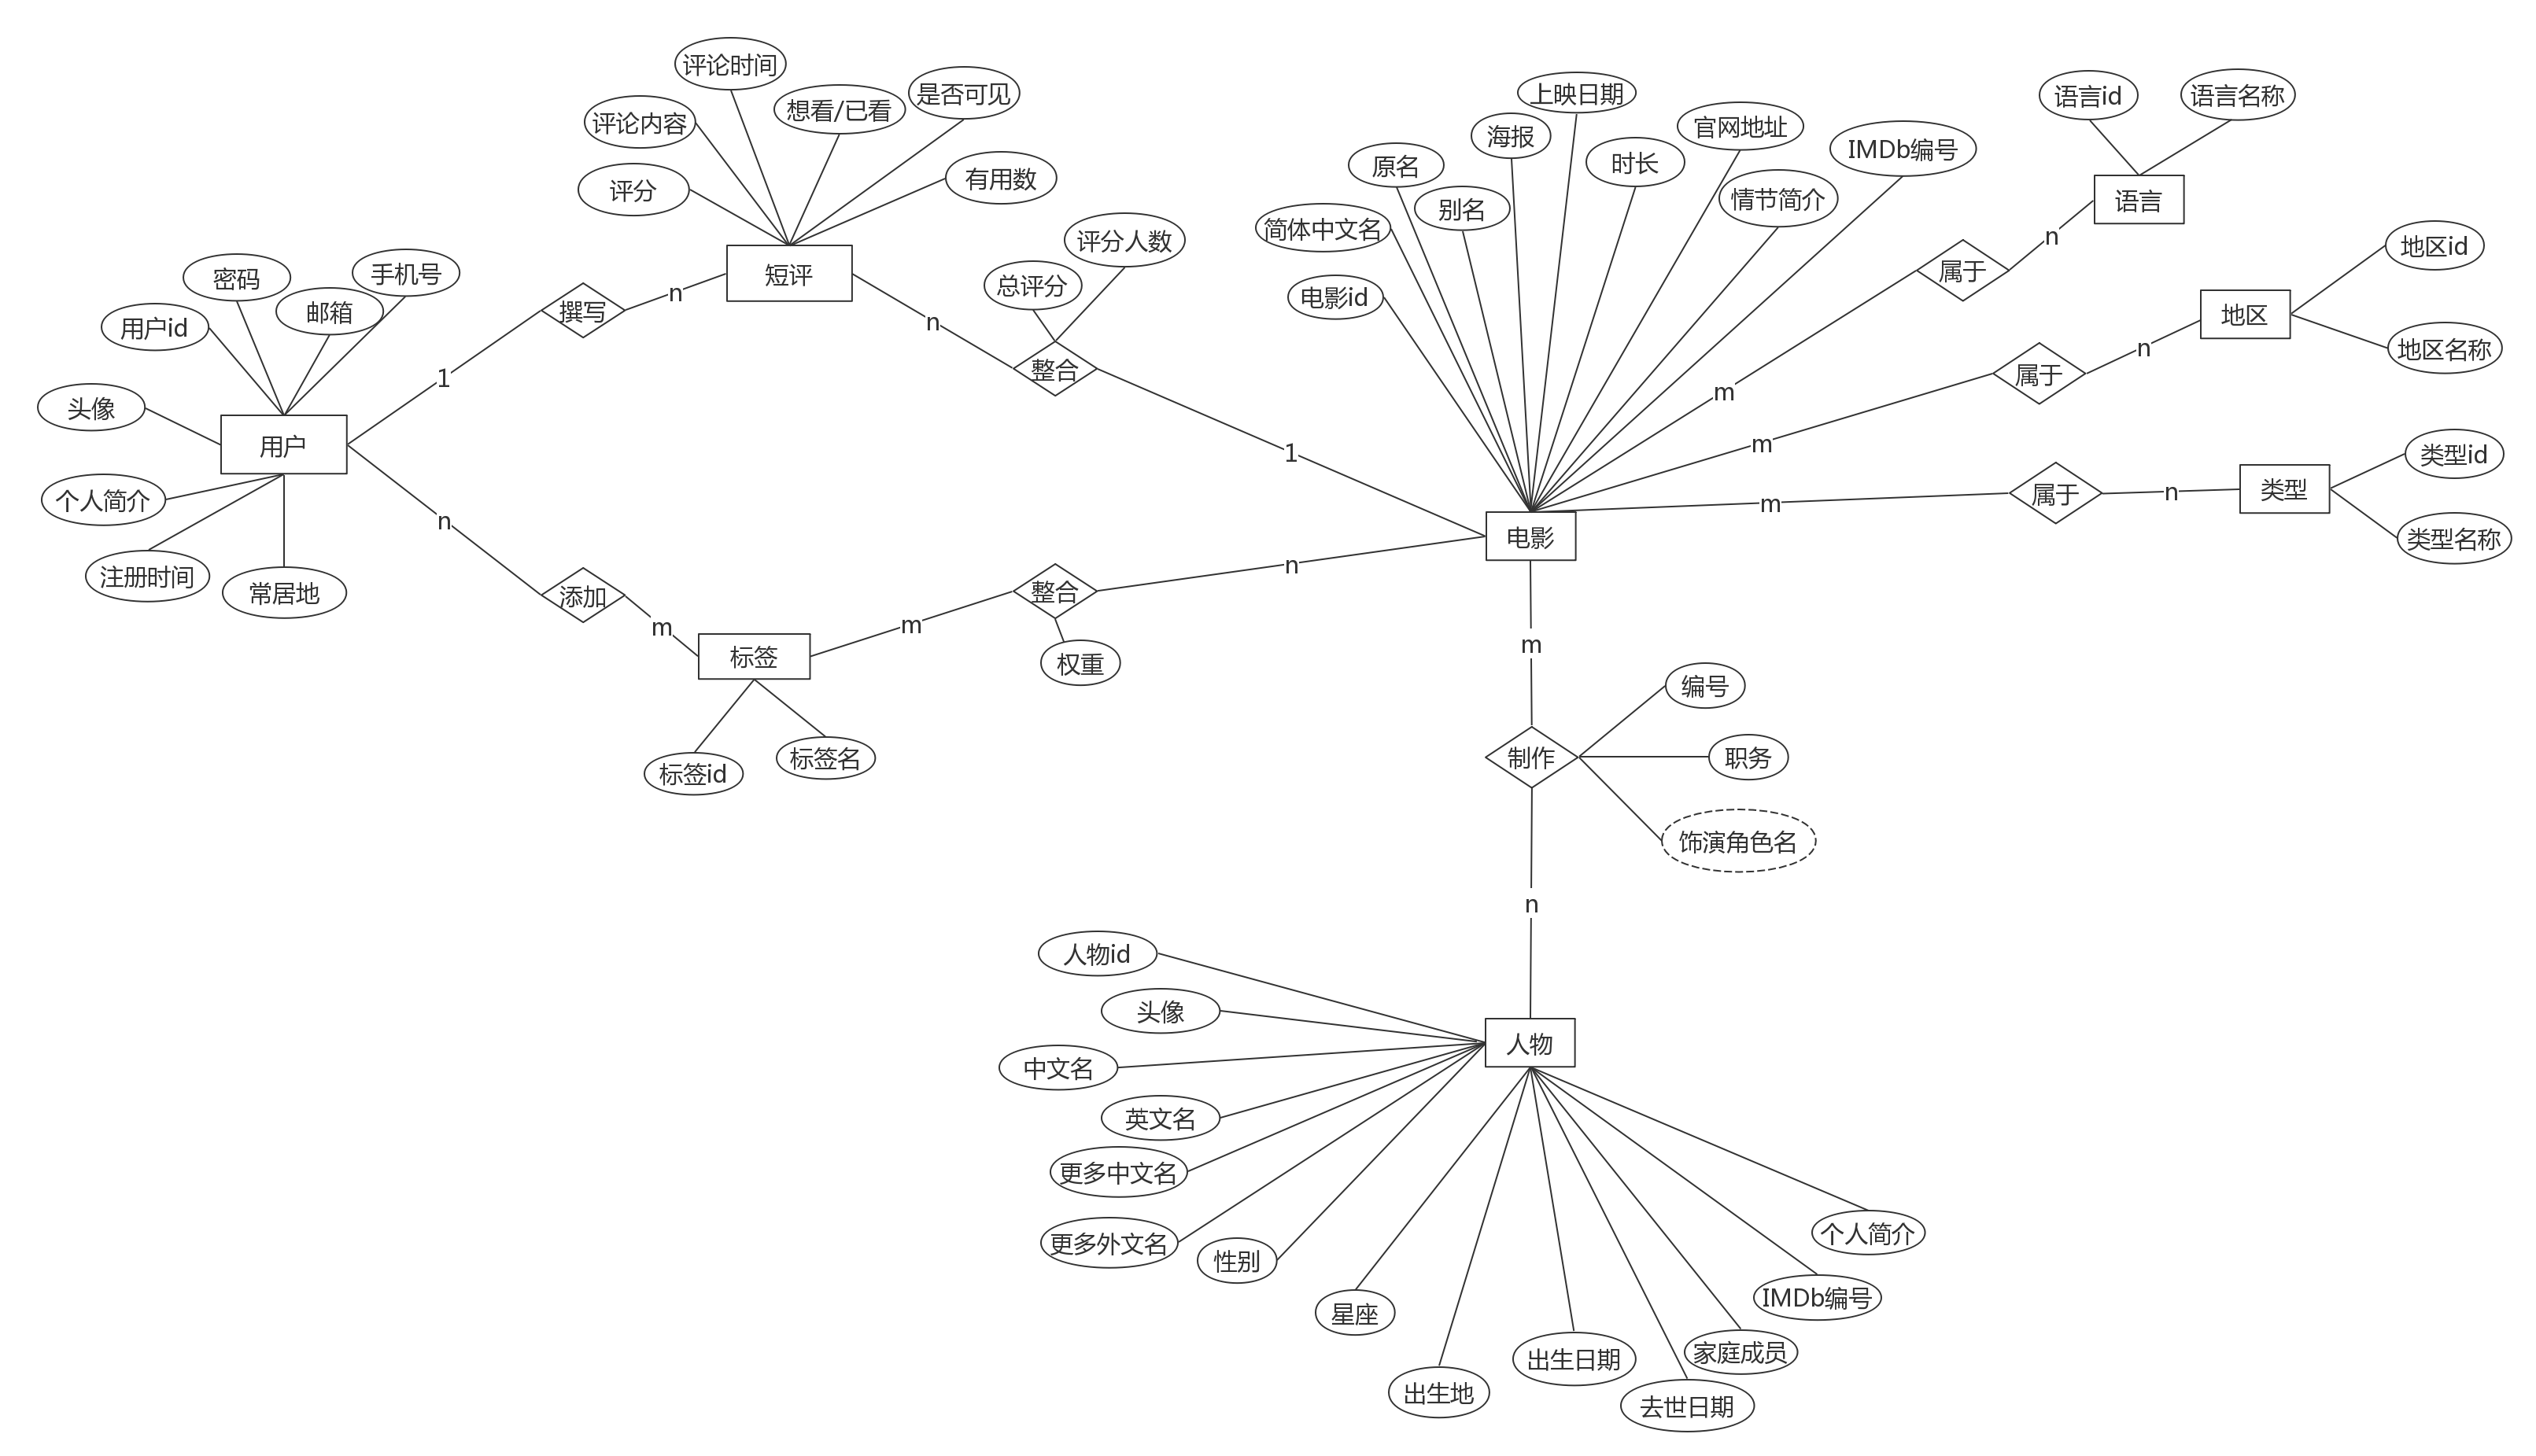 评论时间
想看/已看
是否可见
评论内容
评分
有用数
短评
上映日期
海报
官网地址
原名
时长
IMDb编号
别名
情节简介
简体中文名
电影id
语言id
语言名称
语言
n
属于
地区id
地区
地区名称
n
属于
m
m
类型id
类型
类型名称
n
属于
m
评分人数
总评分
n
整合
1
密码
手机号
邮箱
用户id
头像
用户
个人简介
注册时间
常居地
撰写
n
1
n
添加
m
标签
标签id
标签名
m
整合
n
权重
电影
m
编号
制作
职务
饰演角色名
n
人物id
头像
中文名
人物
英文名
更多中文名
更多外文名
性别
星座
出生地
出生日期
去世日期
家庭成员
IMDb编号
个人简介